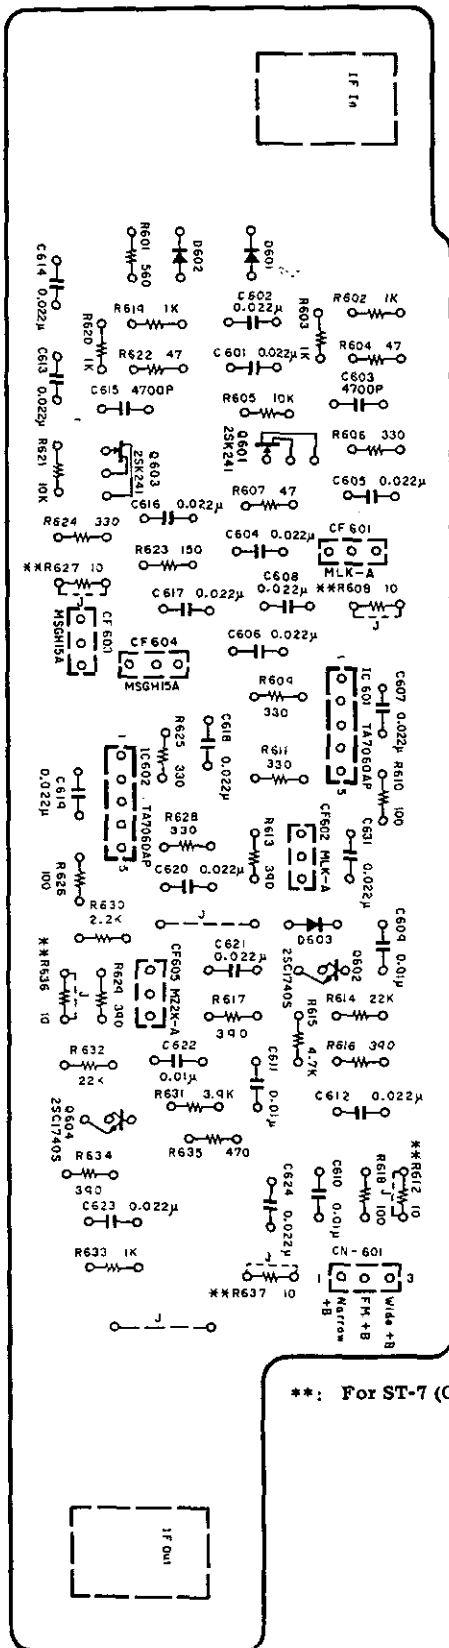 IF In
R601 560
D602
D601
C614 0.022µ
R619 1K
C602 0.022µ
R603 1K
R602 1K
R620 1K
R622 47
C601 0.022µ
R604 47
C613 0.022µ
C615 4700P
R605 10K
C603 4700P
R621 10K
Q603 2SK241
Q601 2SK241
R606 330
C616 0.022µ
R607 47
C605 0.022µ
R624 330
R623 150
C604 0.022µ
CF601
MLK-A
**R627 10
J
C617 0.022µ
C608 0.022µ
**R608 10
J
CF603
MSGH15A
CF604
MSGH15A
C606 0.022µ
R609 330
1
IC601 TA7060AP
5
C607 0.022µ
R625 330
C618 0.022µ
R611 330
R610 100
C619 0.022µ
1
IC602 TA7060AP
5
R628 330
R613 390
CF602 MLK-A
C631 0.022µ
R626 100
C620 0.022µ
R630 2.2K
J
D603
C609 0.01µ
**R636 10
J
R629 390
CF605 M22K-A
C621 0.022µ
Q602 2SC1740S
R617 390
R615 4.7K
R614 22K
R632 22K
C622 0.01µ
C611 0.01µ
R616 390
Q604 2SC1740S
R631 3.9K
C612 0.022µ
R635 470
R634 390
C624 0.022µ
C610 0.01µ
R618 100
**R612 10
J
C623 0.022µ
R633 1K
J
**R637 10
CN-601
1
3
Narrow +B
FM +B
Wide +B
J
**: For ST-7 (
IF Out